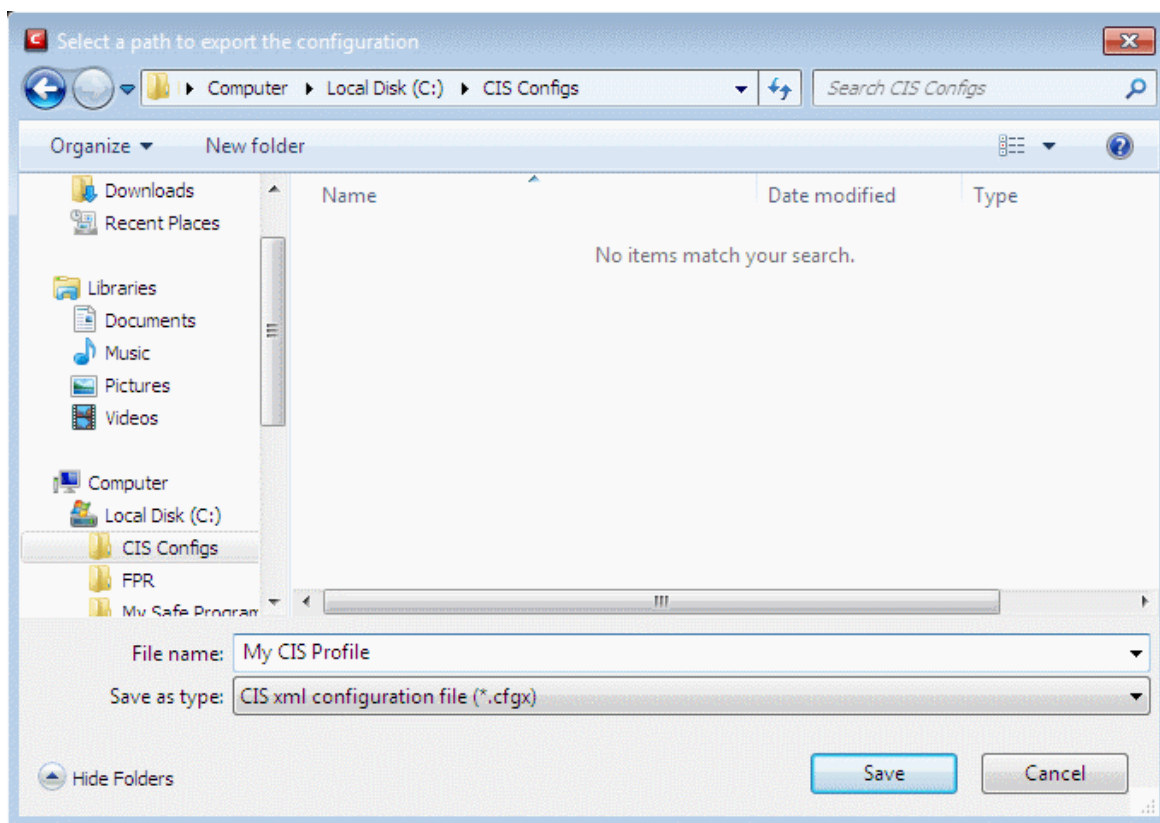 Select a path to export the configuration
Computer Local Disk (C:) CIS Configs
Search CIS Configs
Organize New folder
Downloads
Recent Places
Libraries
Documents
Music
Pictures
Videos
Computer
Local Disk (C:)
CIS Configs
FPR
My Safe Program
Name Date modified Type
No items match your search.
File name: My CIS Profile
Save as type: CIS xml configuration file (*.cfgx)
Hide Folders Save Cancel